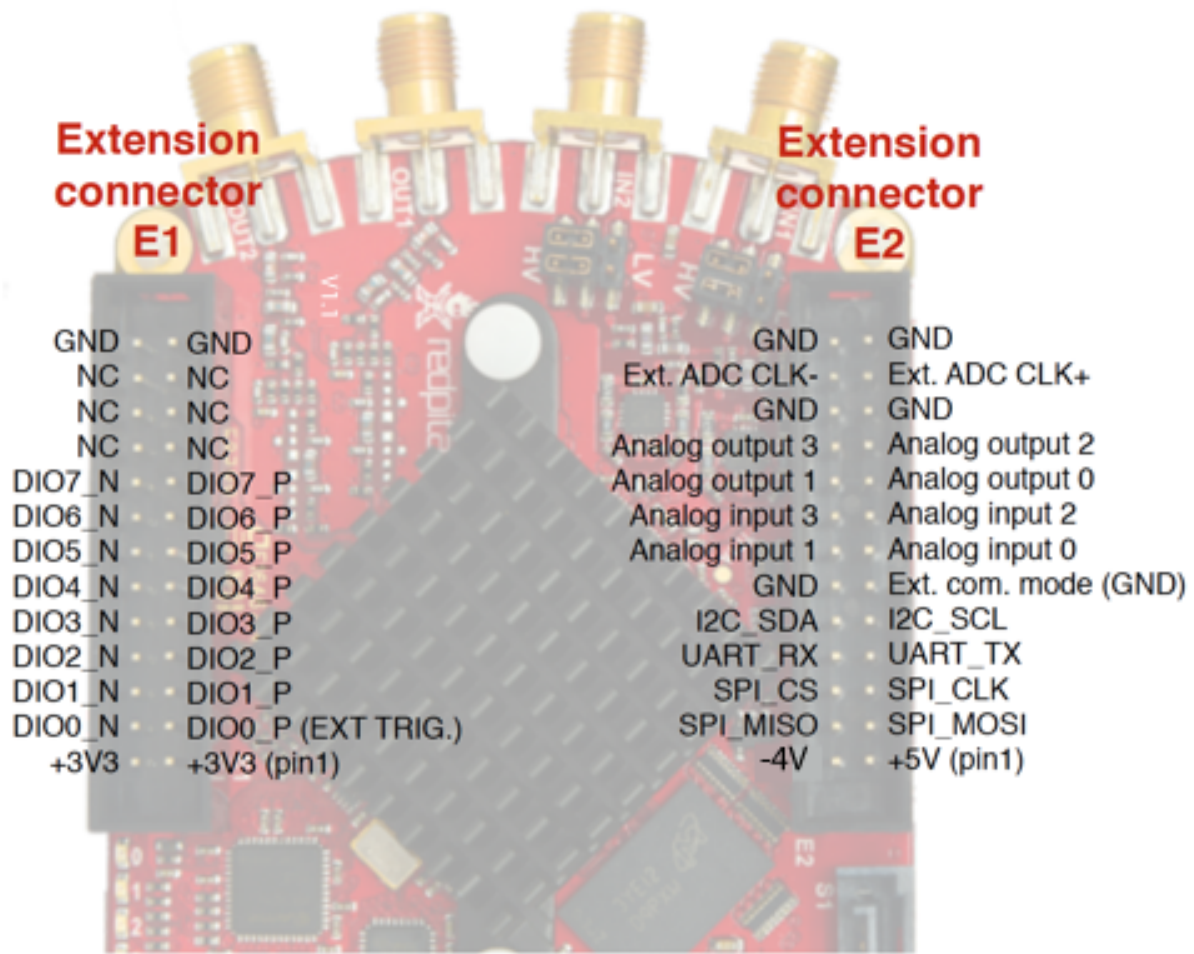 Extension
connector
E1
Extension
connector
E2
OUT2
OUT1
IN2
IN1
HV
LV
HV
V1.1
redpita
GND GND
NC NC
NC NC
NC NC
DIO7_N DIO7_P
DIO6_N DIO6_P
DIO5_N DIO5_P
DIO4_N DIO4_P
DIO3_N DIO3_P
DIO2_N DIO2_P
DIO1_N DIO1_P
DIO0_N DIO0_P (EXT TRIG.)
+3V3 +3V3 (pin1)
GND GND
Ext. ADC CLK- Ext. ADC CLK+
GND GND
Analog output 3 Analog output 2
Analog output 1 Analog output 0
Analog input 3 Analog input 2
Analog input 1 Analog input 0
GND Ext. com. mode (GND)
I2C_SDA I2C_SCL
UART_RX UART_TX
SPI_CS SPI_CLK
SPI_MISO SPI_MOSI
-4V +5V (pin1)
0
1
2
E2
S1